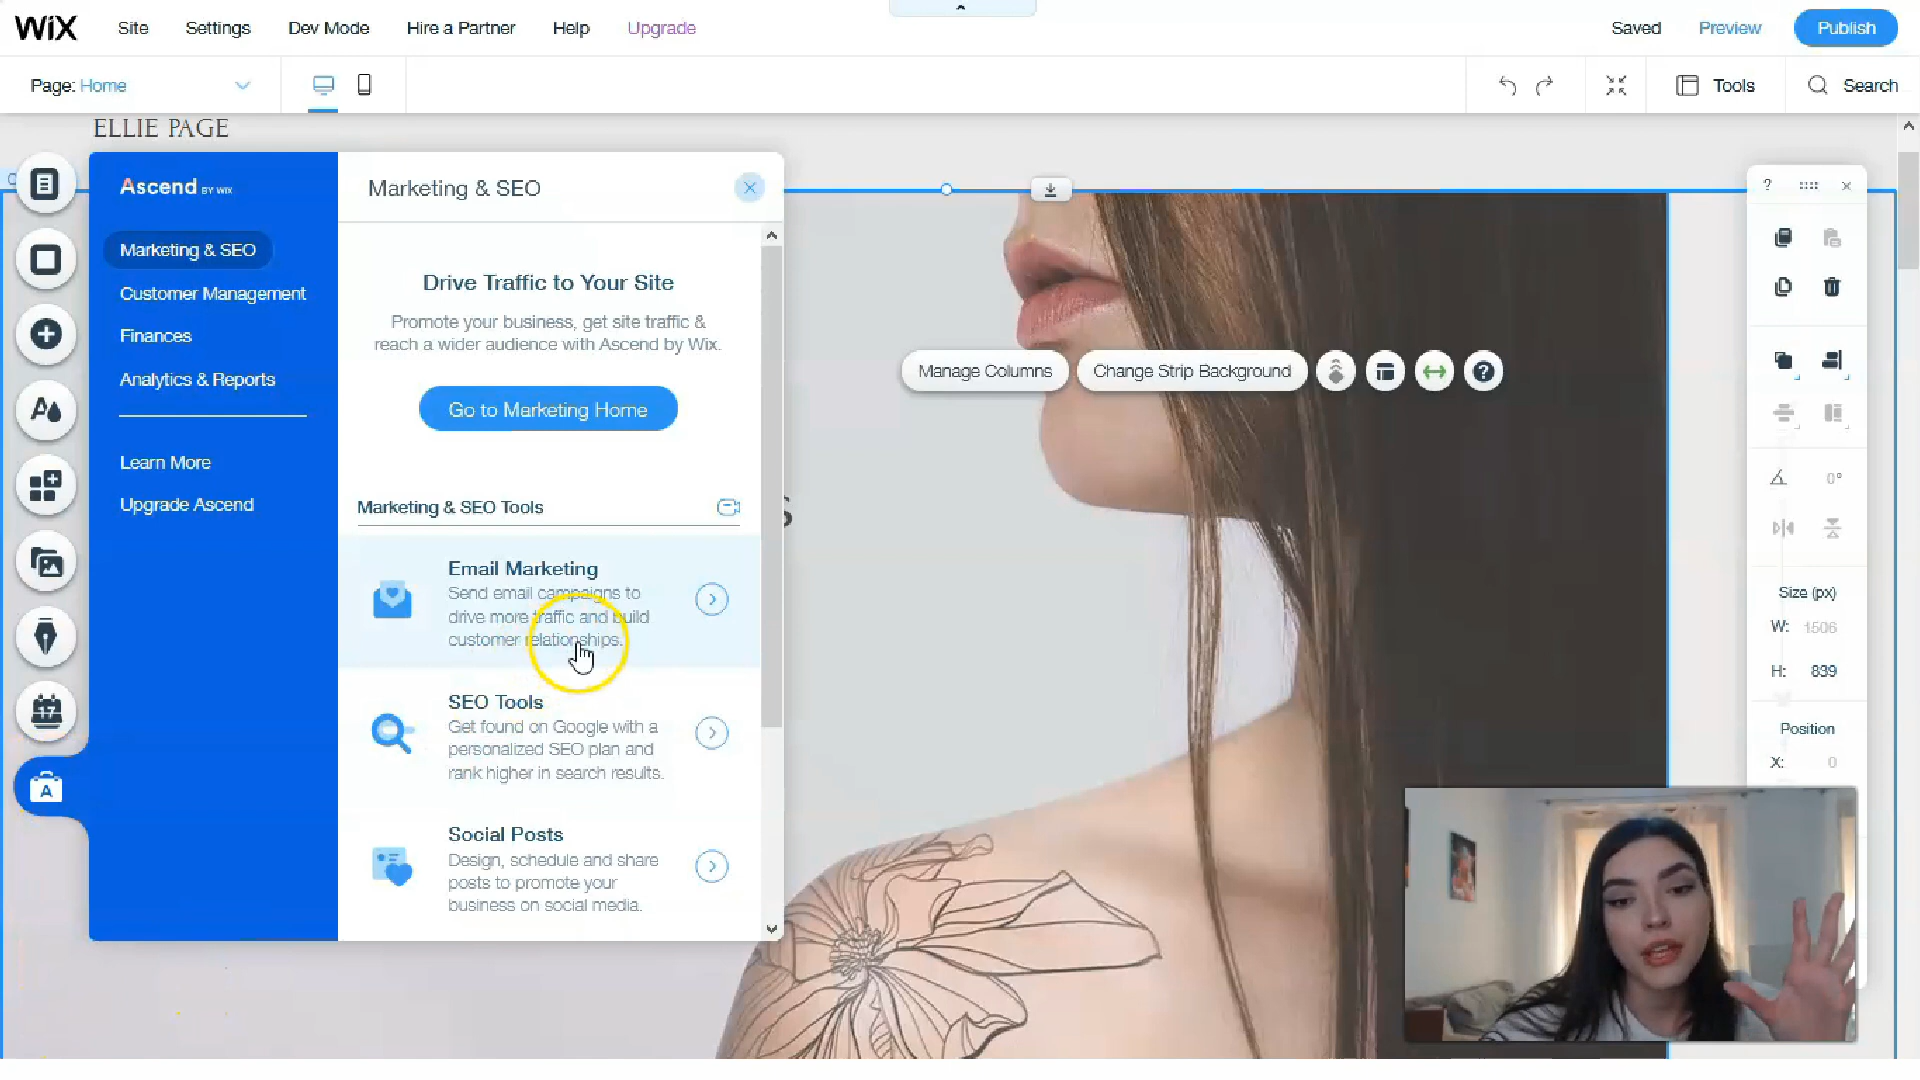 WiX
Site
Settings
Dev Mode
Hire a Partner
Help
Upgrade
Saved
Preview
Publish
Page: Home
Tools
Search
ELLIE PAGE
Ascend BY WIX
Marketing & SEO
Customer Management
Finances
Analytics & Reports
Learn More
Upgrade Ascend
Marketing & SEO
Drive Traffic to Your Site
Promote your business, get site traffic &
reach a wider audience with Ascend by Wix.
Go to Marketing Home
Marketing & SEO Tools
Email Marketing
Send email campaigns to
drive more traffic and build
customer relationships.
SEO Tools
Get found on Google with a
personalized SEO plan and
rank higher in search results.
Social Posts
Design, schedule and share
posts to promote your
business on social media.
17
A
A
s
Manage Columns
Change Strip Background
?
?
0°
Size (px)
W: 1506
H: 839
Position
X: 0